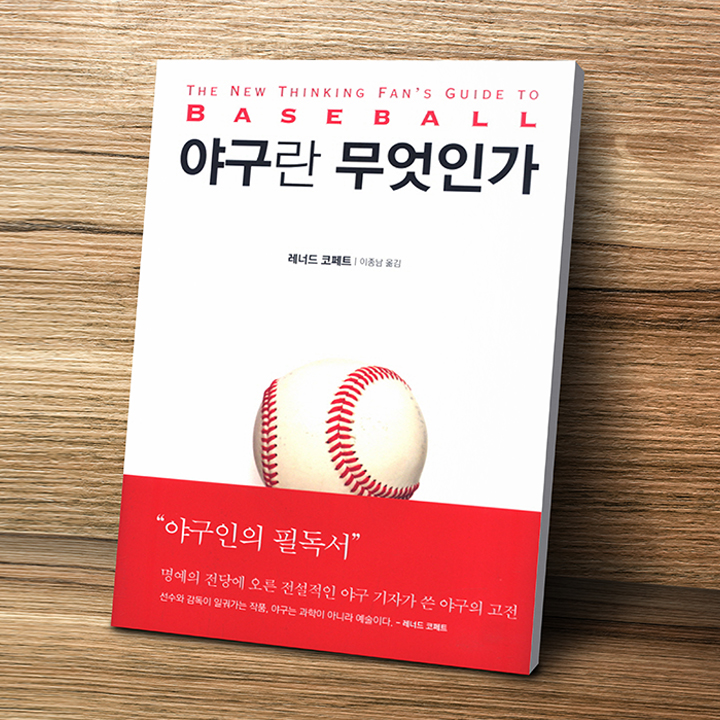 THE NEW THINKING FAN'S GUIDE TO
BASEBALL
야구란 무엇인가
레너드 코페트 | 이종남 옮김
“야구인의 필독서”
명예의 전당에 오른 전설적인 야구 기자가 쓴 야구의 고전
선수와 감독이 일궈가는 작품, 야구는 과학이 아니라 예술이다. – 레너드 코페트